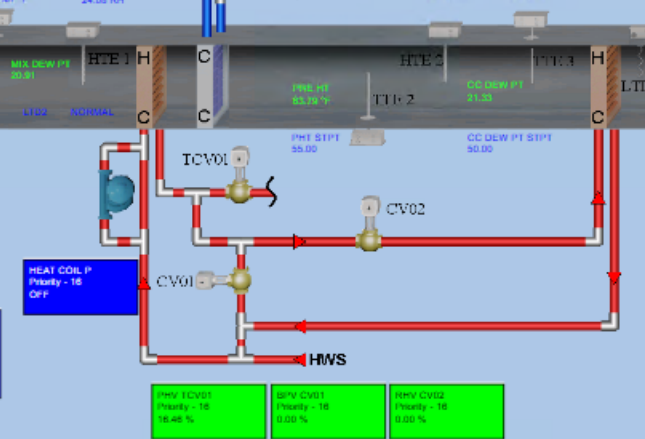 HTE 1
H
C
HTE 2
TTE 3
H
MIX DEW PT
20.91
PRE HT
83.79 °F
CC DEW PT
21.33
TTE 2
LTD2 NORMAL
C
C
C
PHT STPT
55.00
CC DEW PT STPT
50.00
TCV01
CV02
HEAT COIL P
Priority - 16
OFF
CV01
HWS
PHV TCV01
Priority - 16
16.46 %
BPV CV01
Priority - 16
0.00 %
RHV CV02
Priority - 16
0.00 %